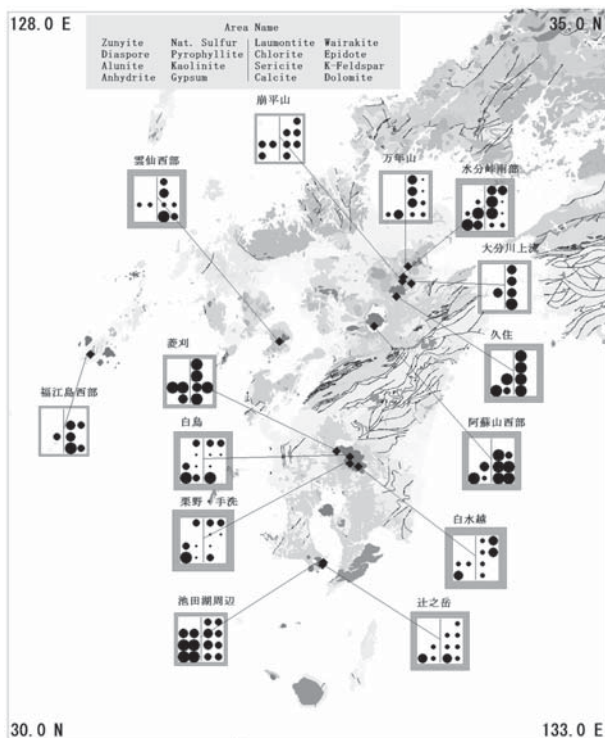 128.0 E 35.0 N
Area Name
Zunyite Nat. Sulfur Laumontite Wairakite
Diaspore Pyrophyllite Chlorite Epidote
Alunite Kaolinite Sericite K-Feldspar
Anhydrite Gypsum Calcite Dolomite
崩平山
雲仙西部
万年山
水分峠南部
大分川上流
菱刈
久住
福江島西部
白鳥
阿蘇山西部
栗野・手洗
白水越
池田湖周辺
辻之岳
30.0 N 133.0 E